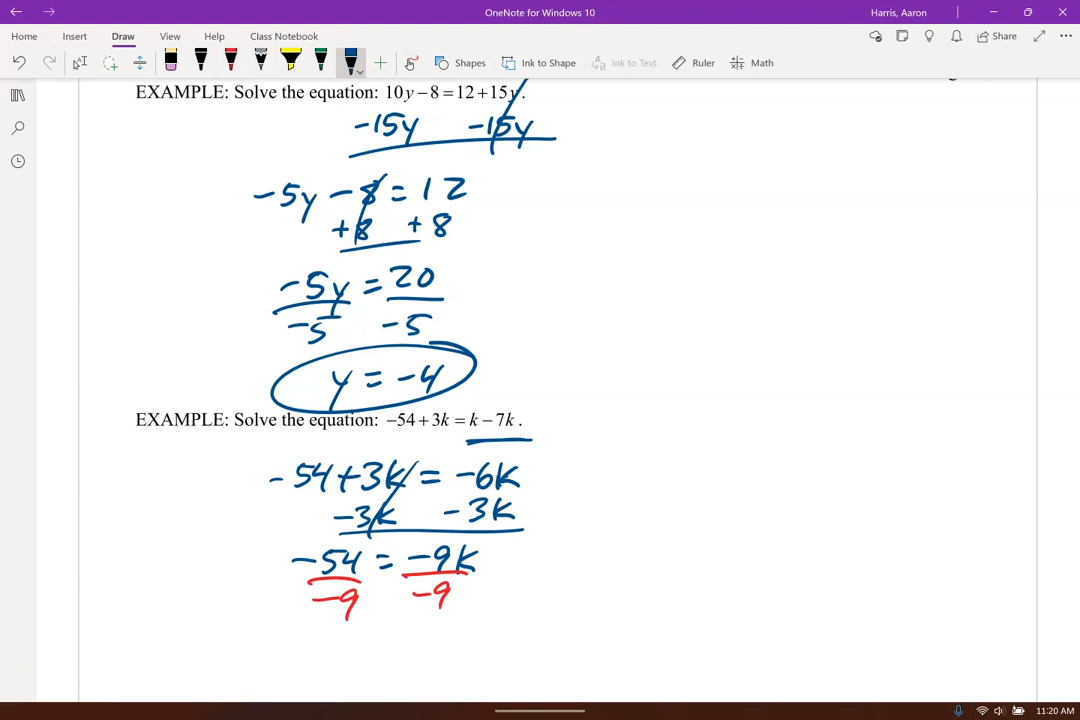 OneNote for Windows 10
Harris, Aaron
Home Insert Draw View Help Class Notebook
Share
Shapes Ink to Shape Ink to Text Ruler Math
EXAMPLE: Solve the equation: 10y − 8 = 12 + 15y.
-15y -15y
-5y - 8 = 12
+8 +8
-5y = 20
-5 -5
y = -4
EXAMPLE: Solve the equation: −54 + 3k = k − 7k.
-54+3k = -6k
-3k -3k
-54 = -9k
-9 -9
11:20 AM